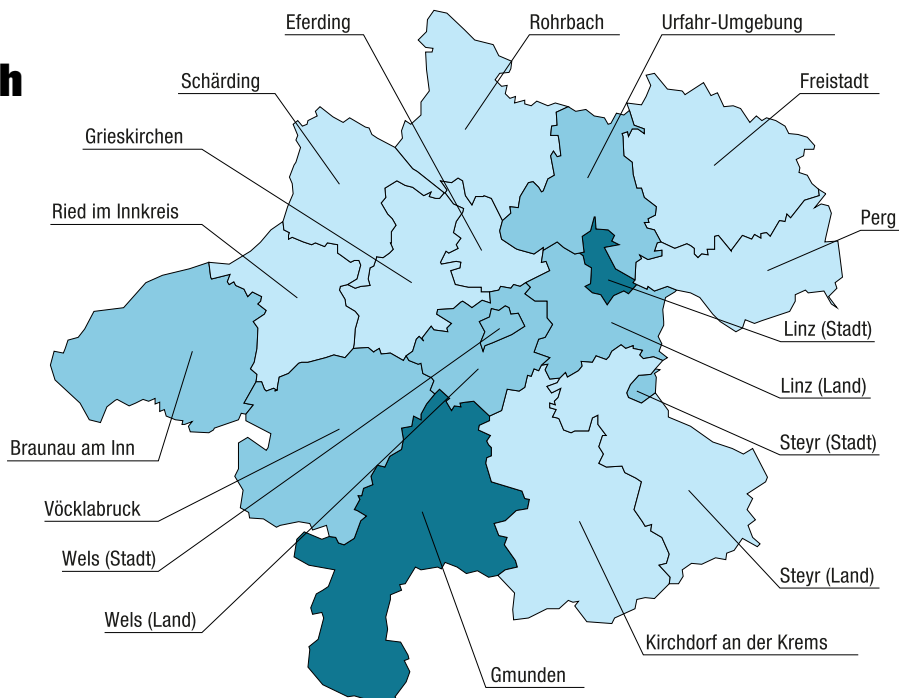 h
Eferding
Rohrbach
Urfahr-Umgebung
Schärding
Freistadt
Grieskirchen
Ried im Innkreis
Perg
Linz (Stadt)
Linz (Land)
Braunau am Inn
Steyr (Stadt)
Vöcklabruck
Wels (Stadt)
Steyr (Land)
Wels (Land)
Kirchdorf an der Krems
Gmunden